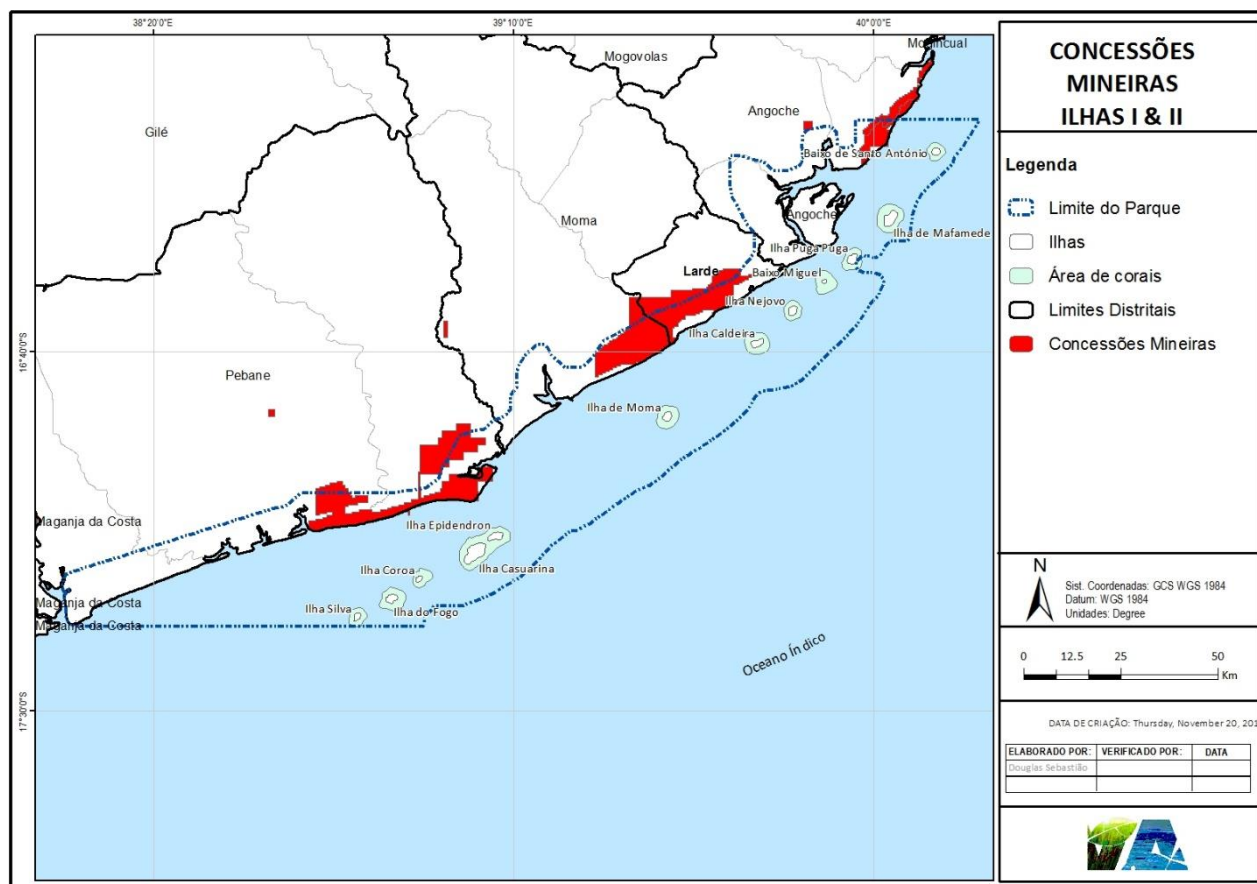 38°20'0"E
39°10'0"E
40°0'0"E
CONCESSÕES
MINEIRAS
ILHAS I & II
Legenda
Limite do Parque
Ilhas
Área de corais
Limites Distritais
Concessões Mineiras
Mogovolas
Mogincual
Gilé
Angoche
Baixo de Santo António
Moma
Angoche
Ilha de Mafamede
Ilha Puga Puga
Larde
Baixo Miguel
Ilha Nejovo
Ilha Caldeira
16°40'0"S
Pebane
Ilha de Moma
Maganja da Costa
Ilha Epidendron
Ilha Coroa
Ilha Casuarina
Maganja da Costa
Ilha Silva
Ilha do Fogo
Maganja da Costa
Oceano Índico
17°30'0"S
N
Sist. Coordenadas: GCS WGS 1984
Datum: WGS 1984
Unidades: Degree
0 12.5 25 50
Km
DATA DE CRIAÇÃO: Thursday, November 20, 201
ELABORADO POR: VERIFICADO POR: DATA
Douglas Sebastião